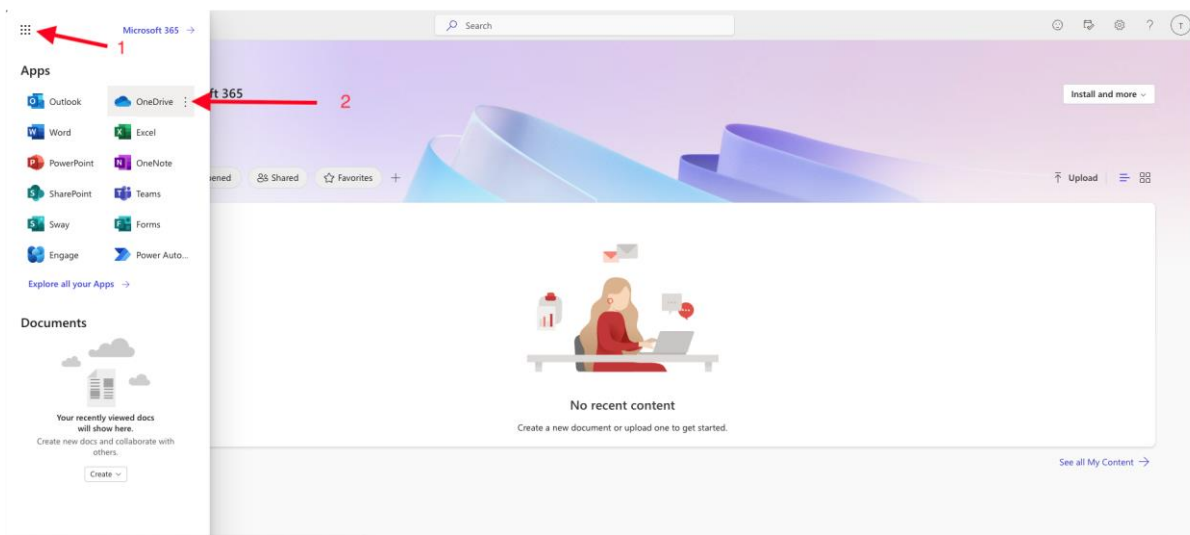 Microsoft 365 →
1
Search
?
T
Apps
Outlook
OneDrive
2
Word
Excel
PowerPoint
OneNote
SharePoint
Teams
Sway
Forms
Engage
Power Auto...
Explore all your Apps →
Documents
Your recently viewed docs
will show here.
Create new docs and collaborate with
others.
Create
ft 365
Install and more
ened
Shared
Favorites
+
Upload
No recent content
Create a new document or upload one to get started.
See all My Content →